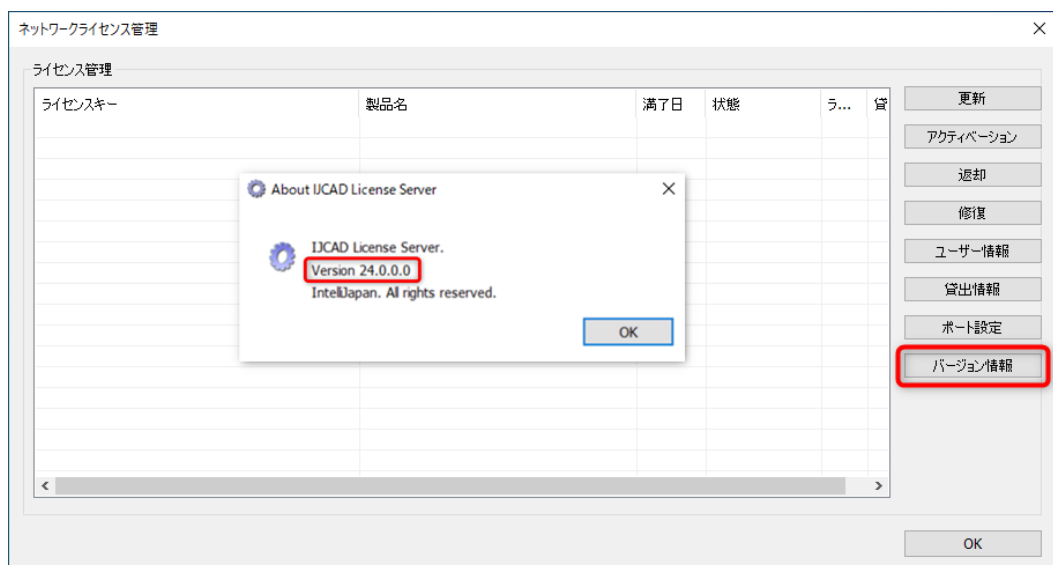 ネットワークライセンス管理
ライセンス管理
ライセンスキー 製品名 満了日 状態 ラ... 貸
更新
アクティベーション
返却
修復
ユーザー情報
貸出情報
ポート設定
バージョン情報
About IJCAD License Server
IJCAD License Server.
Version 24.0.0.0
IntelliJapan. All rights reserved.
OK
OK